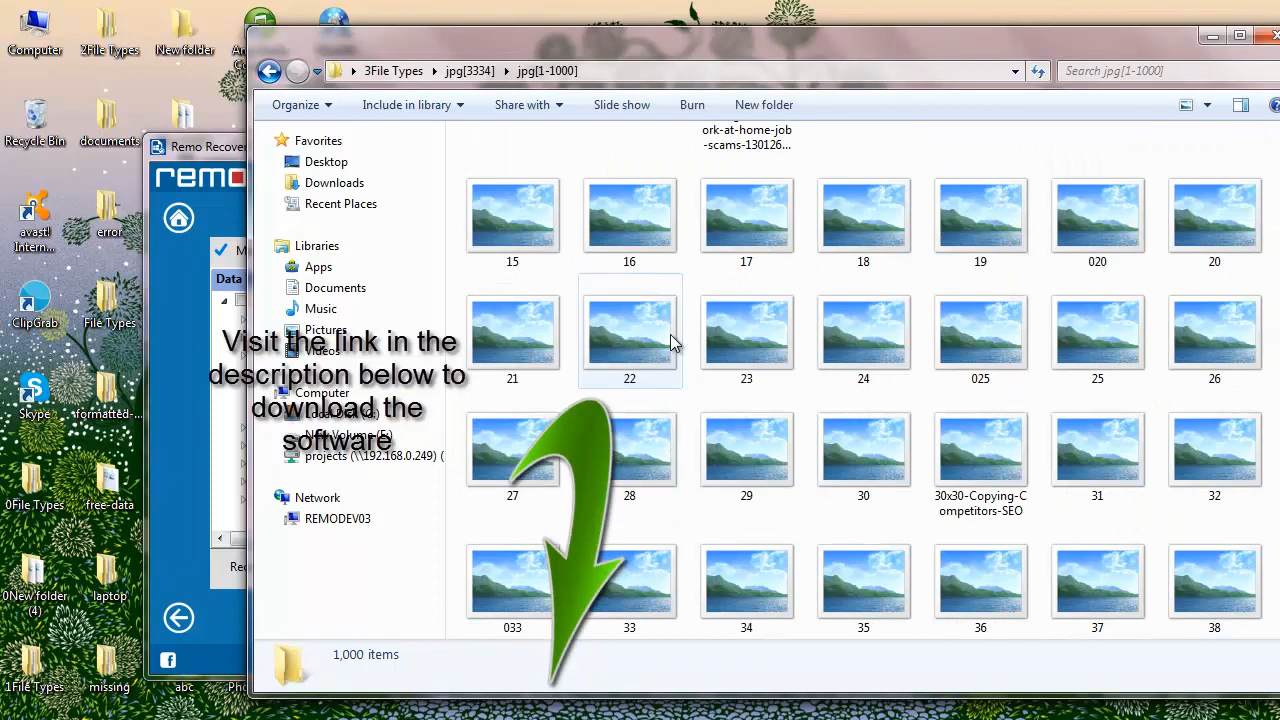 Computer
2File Types
New folder
Recycle Bin
documents
avast!
Intern...
error
ClipGrab
File Types
Skype
formatted-...
0File Types
free-data
0New folder
(4)
laptop
1File Types
missing
abc
Remo Recove
remo
Data
Rec
3File Types
jpg[3334]
jpg[1-1000]
Search jpg[1-1000]
Organize
Include in library
Share with
Slide show
Burn
New folder
Favorites
Desktop
Downloads
Recent Places
Libraries
Apps
Documents
Music
Pictures
Videos
Computer
projects (\\192.168.0.249) (
Network
REMODEV03
Visit the link in the
description below to
download the
software
ork-at-home-job
-scams-130126...
15 16 17 18 19 020 20
21 22 23 24 025 25 26
27 28 29 30 30x30-Copying-C
ompetitors-SEO 31 32
033 33 34 35 36 37 38
1,000 items